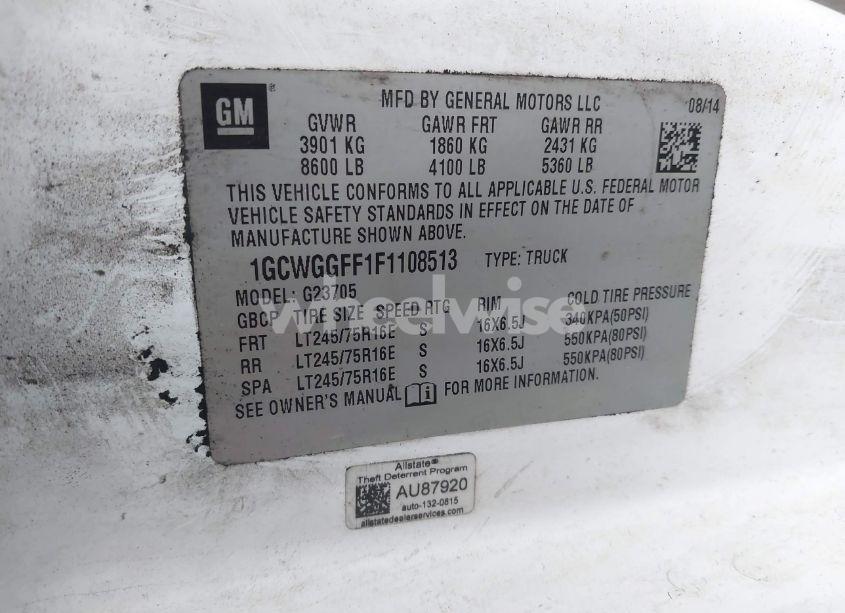 GM®
MFD BY GENERAL MOTORS LLC 08/14
GVWR GAWR FRT GAWR RR
3901 KG 1860 KG 2431 KG
8600 LB 4100 LB 5360 LB
THIS VEHICLE CONFORMS TO ALL APPLICABLE U.S. FEDERAL MOTOR
VEHICLE SAFETY STANDARDS IN EFFECT ON THE DATE OF
MANUFACTURE SHOWN ABOVE.
1GCWGGFF1F1108513 TYPE: TRUCK
MODEL: G23705
GBCP TIRE SIZE SPEED RTG RIM COLD TIRE PRESSURE
FRT LT245/75R16E S 16X6.5J 340KPA(50PSI)
RR LT245/75R16E S 16X6.5J 550KPA(80PSI)
SPA LT245/75R16E S 16X6.5J 550KPA(80PSI)
SEE OWNER'S MANUAL FOR MORE INFORMATION.
wheelwise
Allstate®
Theft Deterrent Program
AU87920
auto-132-0815
allstatedealerservices.com